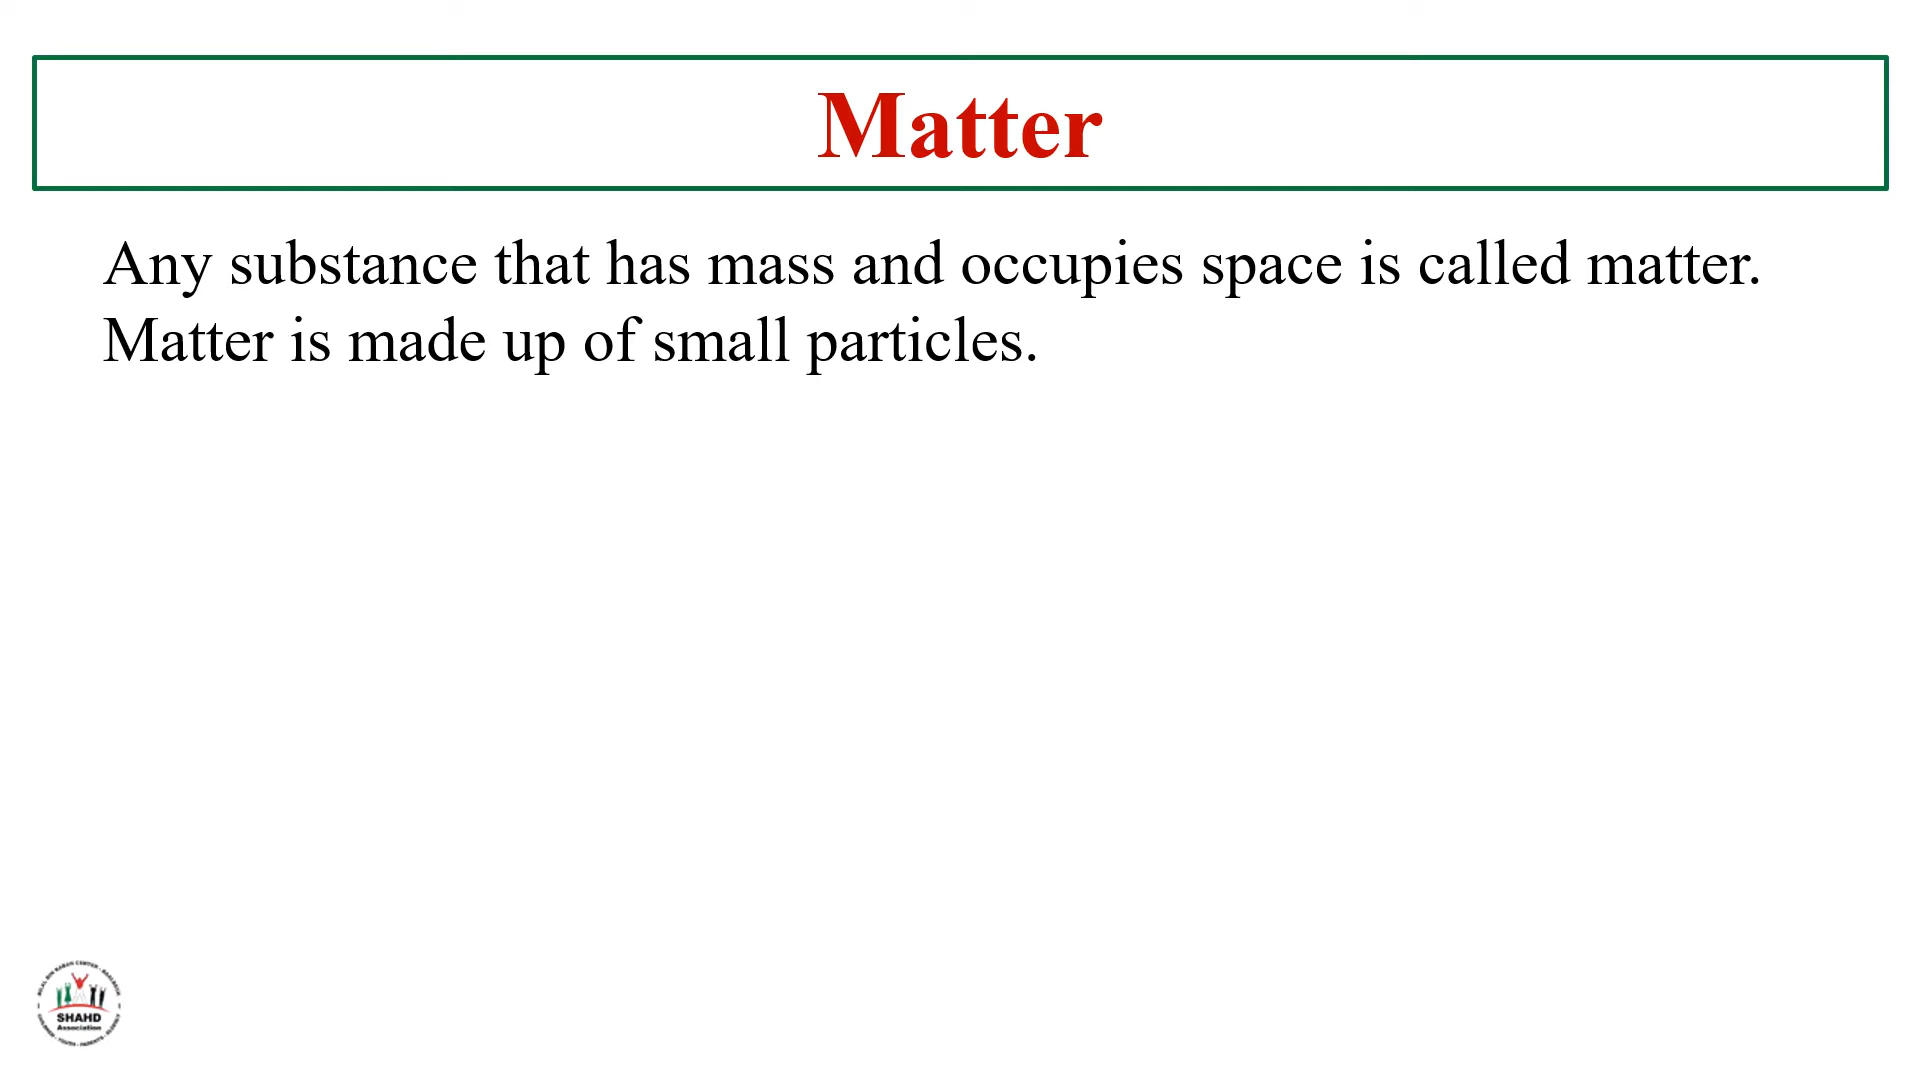 Matter
Any substance that has mass and occupies space is called matter.
Matter is made up of small particles.
SHAHD
Association